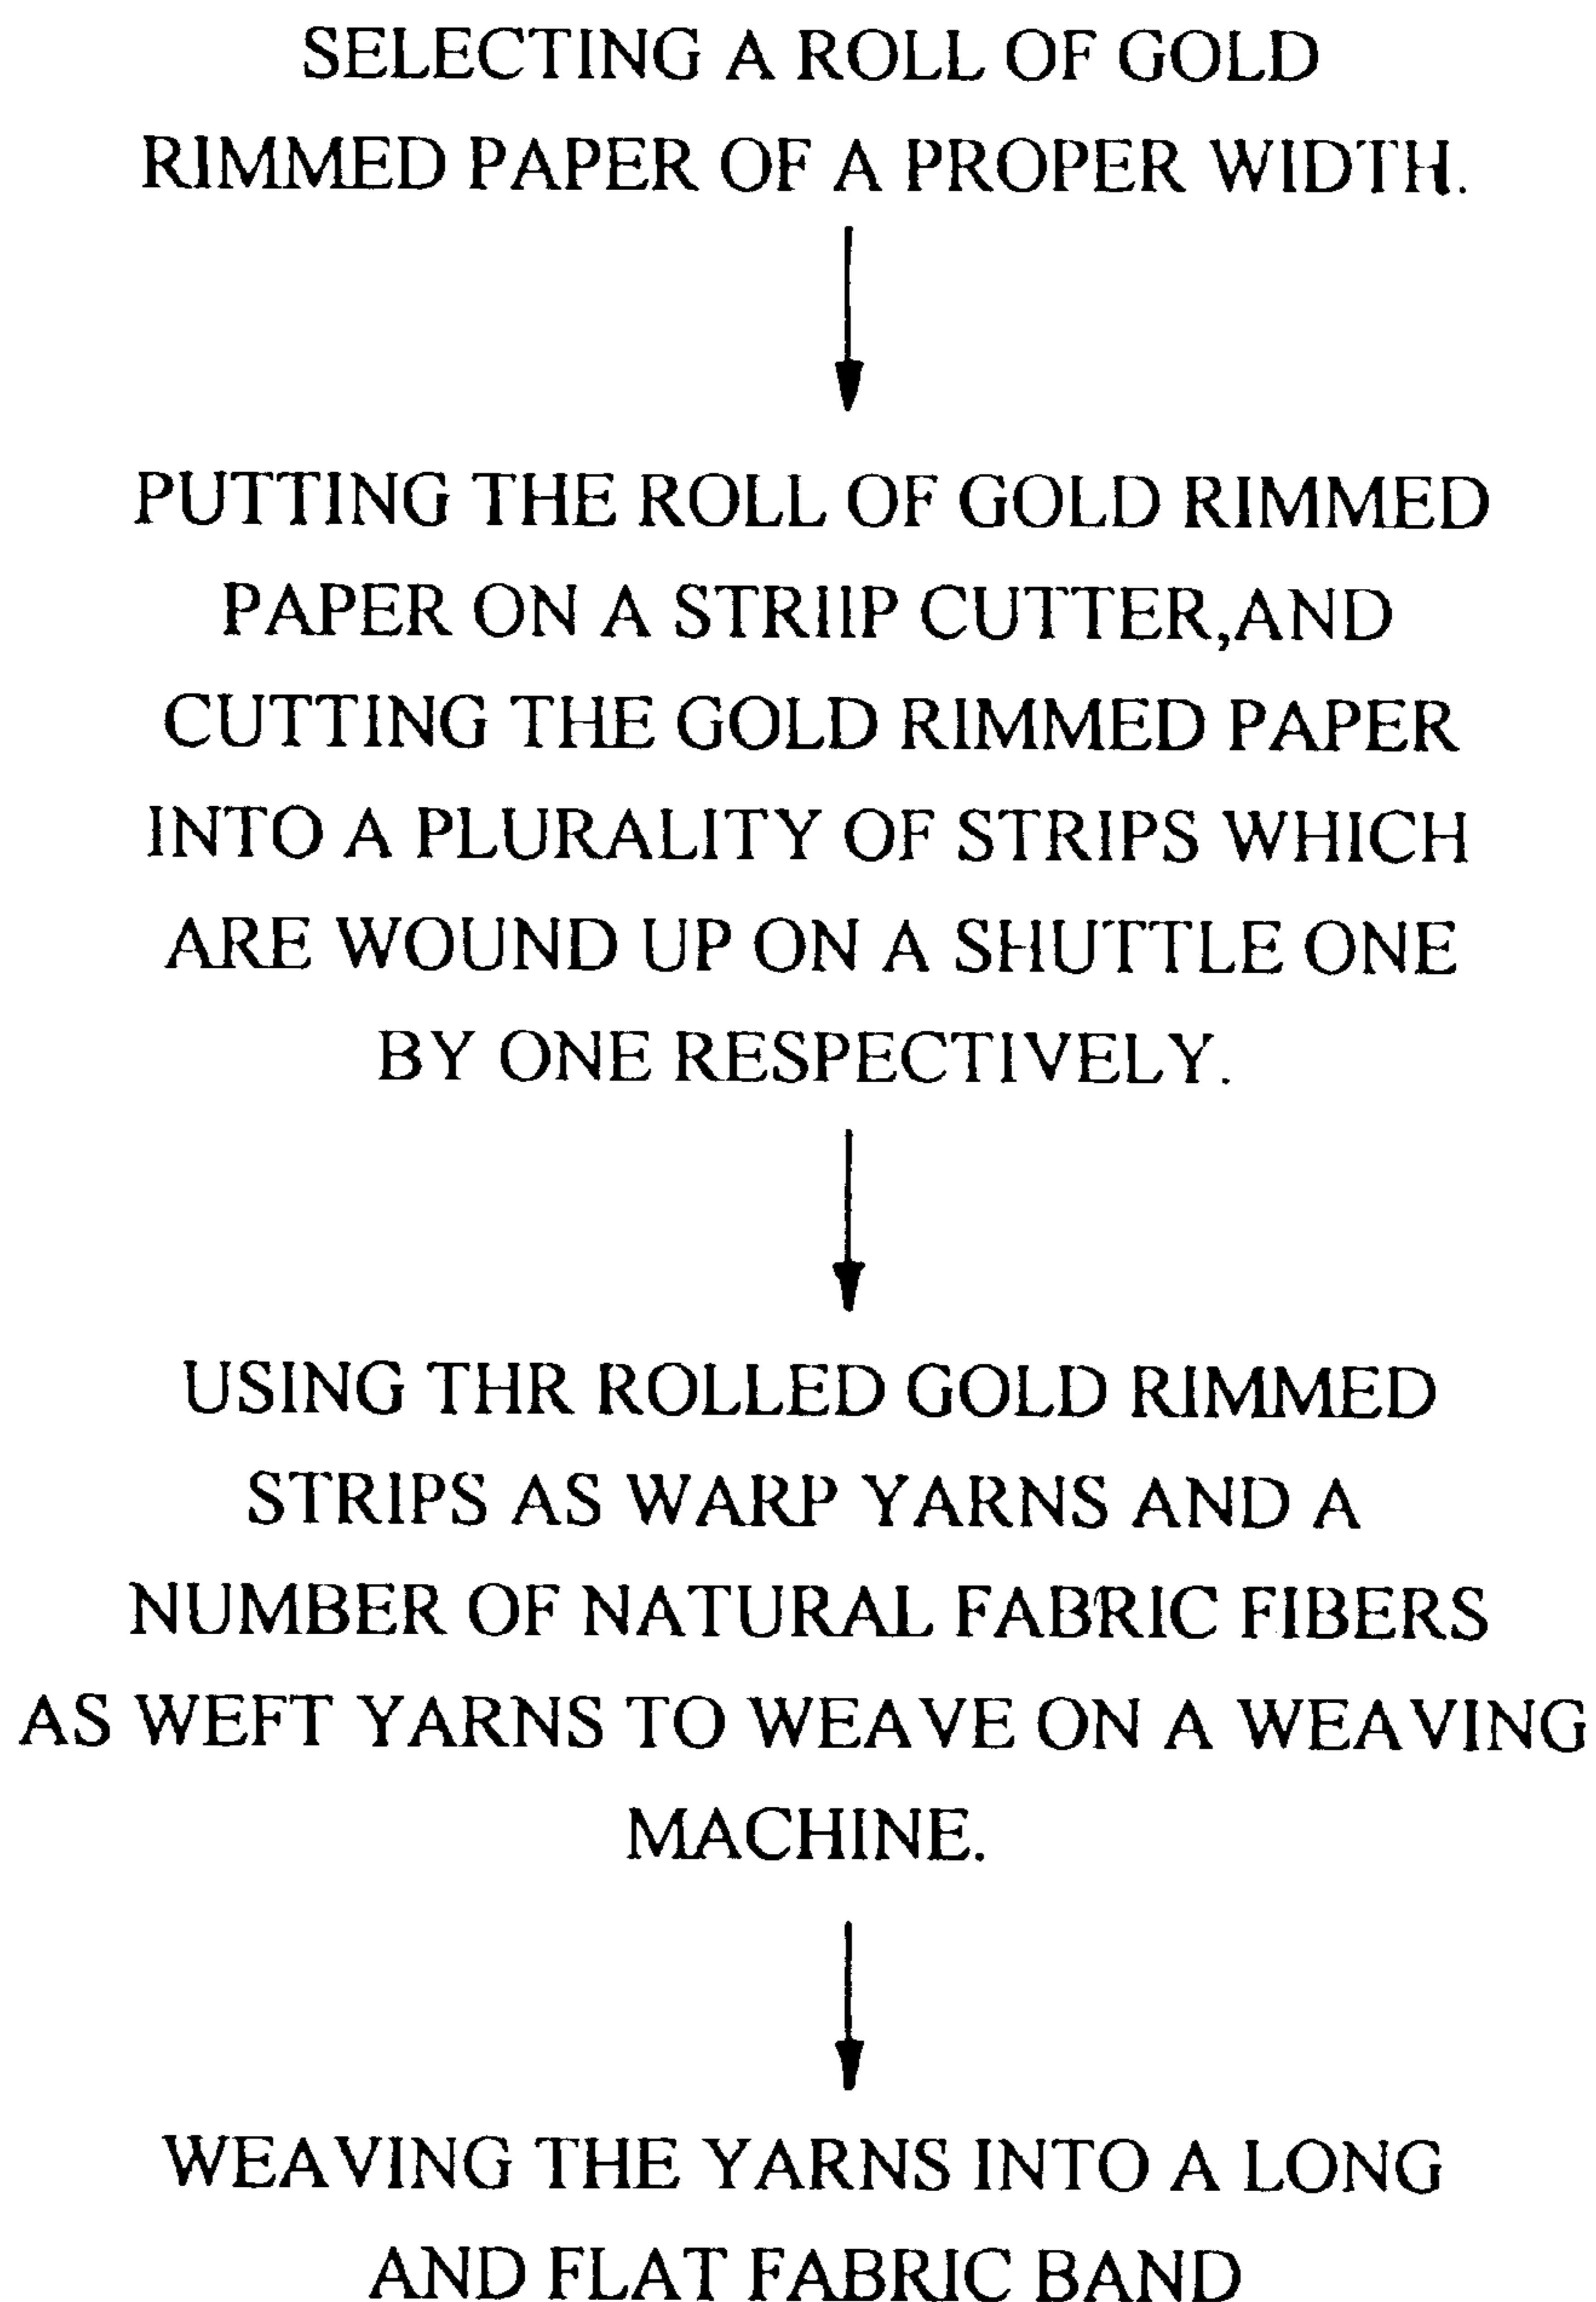 SELECTING A ROLL OF GOLD
RIMMED PAPER OF A PROPER WIDTH.
PUTTING THE ROLL OF GOLD RIMMED
PAPER ON A STRIIP CUTTER,AND
CUTTING THE GOLD RIMMED PAPER
INTO A PLURALITY OF STRIPS WHICH
ARE WOUND UP ON A SHUTTLE ONE
BY ONE RESPECTIVELY.
USING THR ROLLED GOLD RIMMED
STRIPS AS WARP YARNS AND A
NUMBER OF NATURAL FABRIC FIBERS
AS WEFT YARNS TO WEAVE ON A WEAVING
MACHINE.
WEAVING THE YARNS INTO A LONG
AND FLAT FABRIC BAND